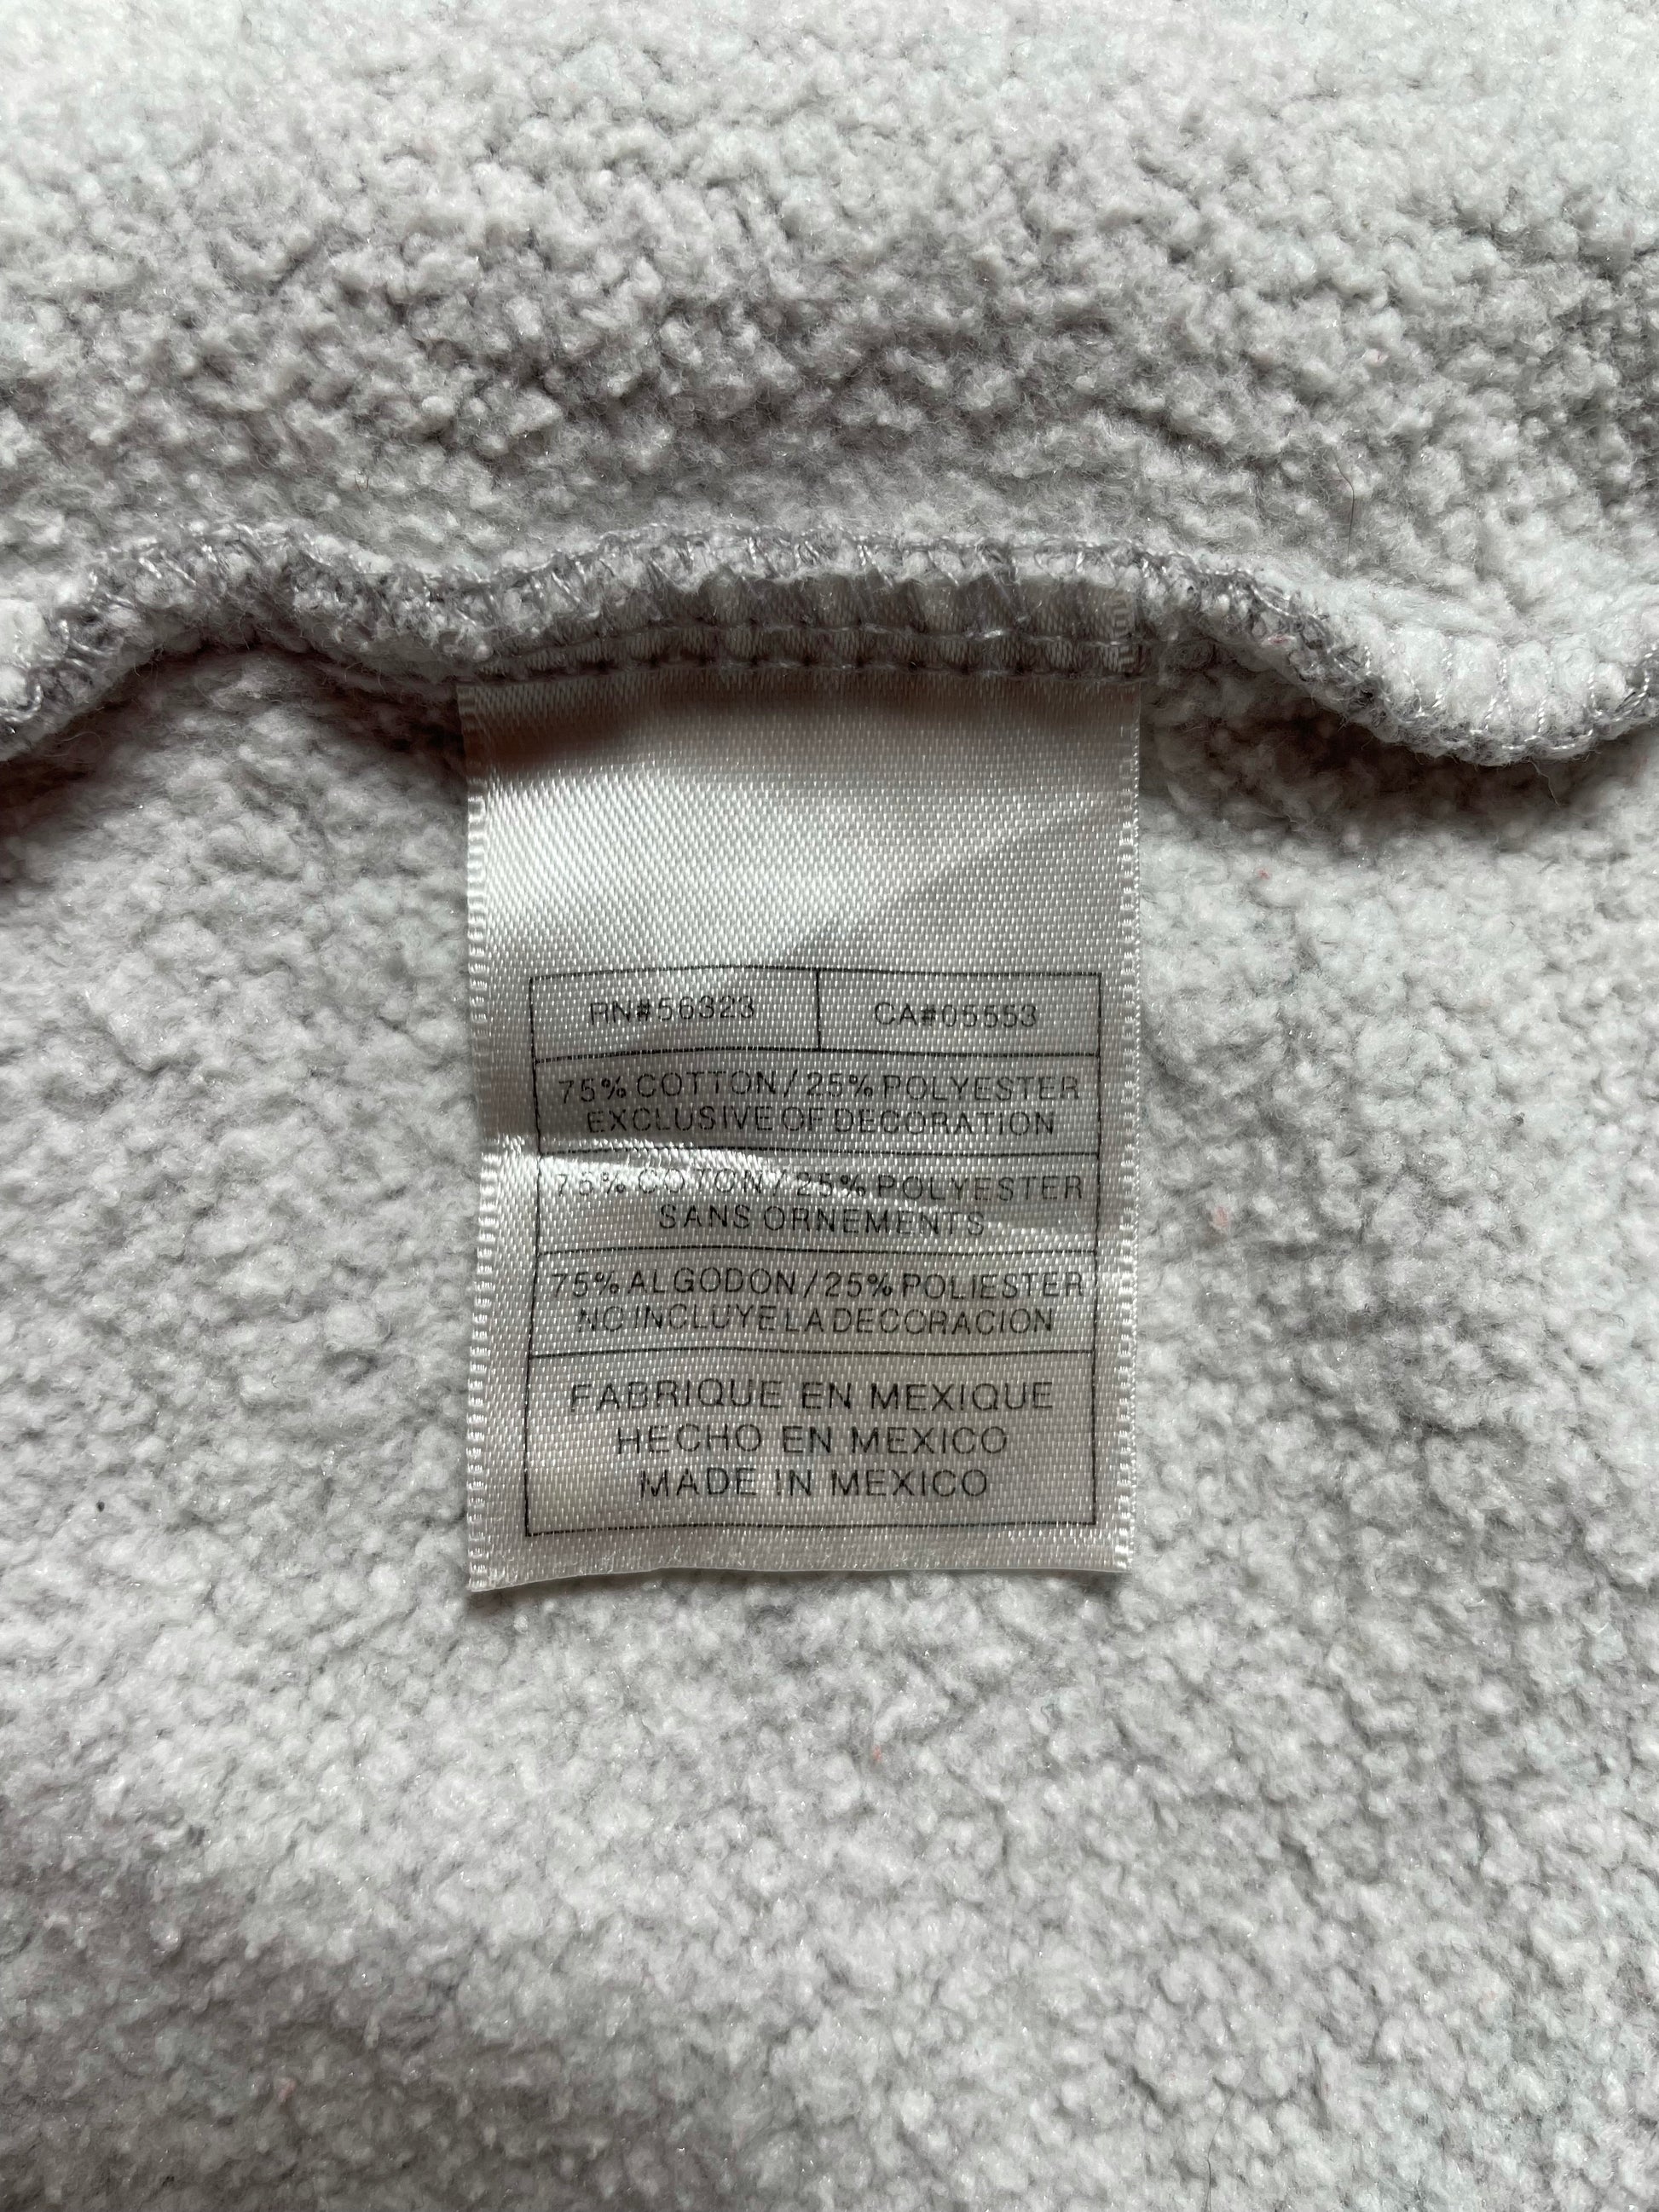 RN#56323 CA#05553
75% COTTON/25% POLYESTER
EXCLUSIVE OF DECORATION
75% COTON/25% POLYESTER
SANS ORNEMENTS
75% ALGODON/25% POLIESTER
NO INCLUYE LA DECORACION
FABRIQUE EN MEXIQUE
HECHO EN MEXICO
MADE IN MEXICO